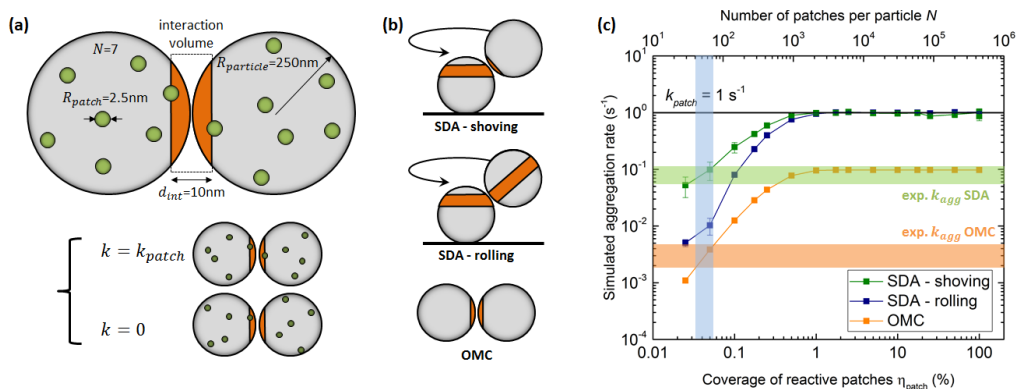 (a)
interaction
volume
N=7
R_particle=250nm
R_patch=2.5nm
d_int=10nm
k = k_patch
k = 0
(b)
SDA - shoving
SDA - rolling
OMC
(c)
Number of patches per particle N
10^2 10^3 10^4 10^5 10^6
k_patch = 1 s^-1
Simulated aggregation rate (s^-1)
10^1
10^0
10^-1
10^-2
10^-3
10^-4
exp. k_agg SDA
exp. k_agg OMC
SDA - shoving
SDA - rolling
OMC
0.01 0.1 1 10 100
Coverage of reactive patches η_patch (%)